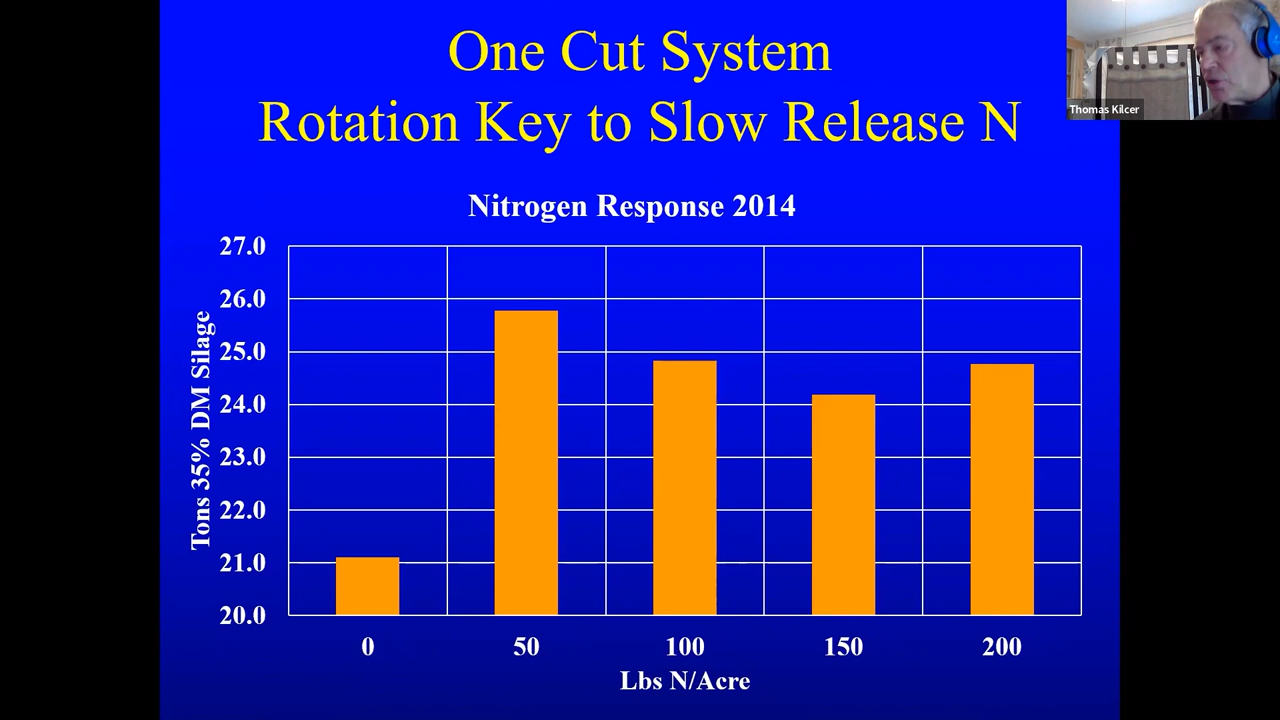 One Cut System
Rotation Key to Slow Release N
Thomas Kilcer
Nitrogen Response 2014
Tons 35% DM Silage
27.0
26.0
25.0
24.0
23.0
22.0
21.0
20.0
0 50 100 150 200
Lbs N/Acre